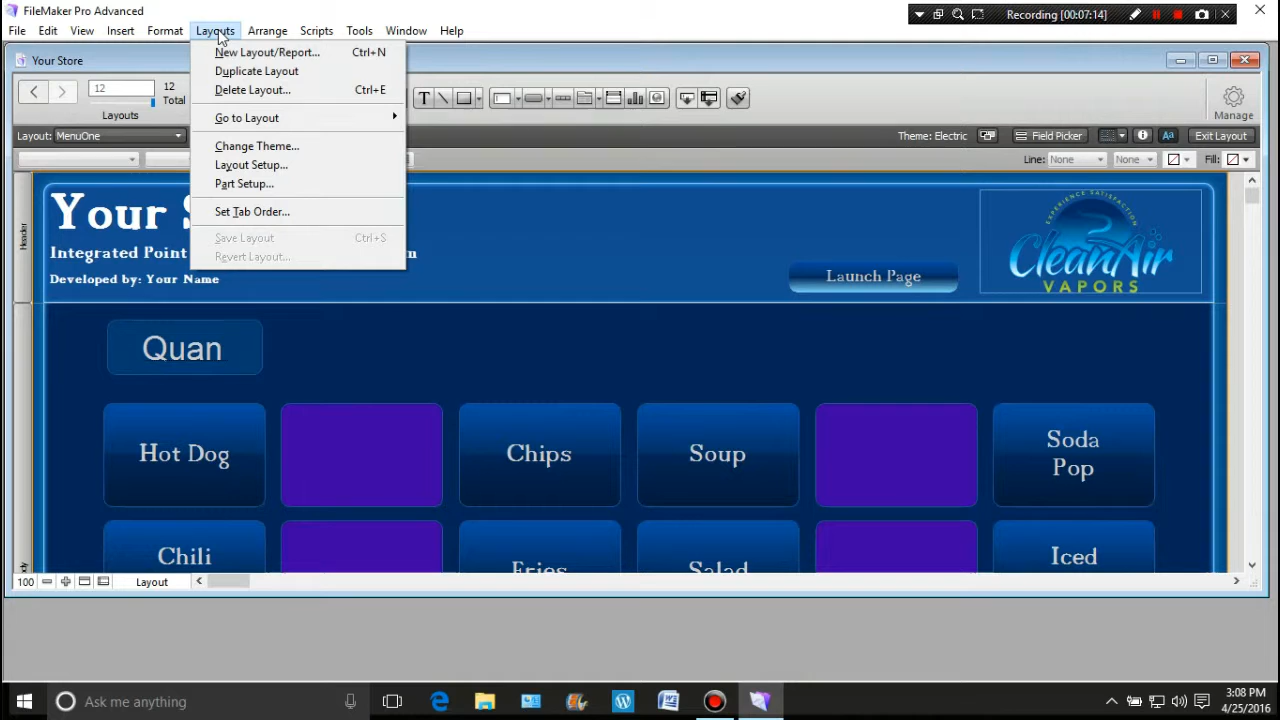 FileMaker Pro Advanced
Recording [00:07:14]
File Edit View Insert Format Layouts Arrange Scripts Tools Window Help
New Layout/Report... Ctrl+N
Duplicate Layout
Delete Layout... Ctrl+E
Go to Layout
Change Theme...
Layout Setup...
Part Setup...
Set Tab Order...
Save Layout Ctrl+S
Revert Layout...
Your Store
12
12
Total
Layouts
T
Manage
Layout: MenuOne
Theme: Electric
Field Picker
Aa
Exit Layout
Line: None None Fill:
Header
Your S
Integrated Point m
Developed by: Your Name
Launch Page
EXPERIENCE SATISFACTION
CleanAir
VAPORS
Quan
Hot Dog
Chips
Soup
Soda
Pop
Chili
Fries
Salad
Iced
100
Layout
Ask me anything
3:08 PM
4/25/2016